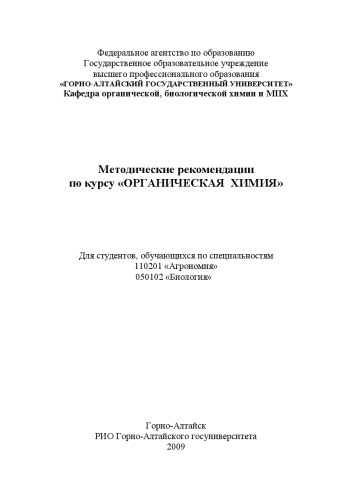 Федеральное агентство по образованию
Государственное образовательное учреждение
высшего профессионального образования
«ГОРНО-АЛТАЙСКИЙ ГОСУДАРСТВЕННЫЙ УНИВЕРСИТЕТ»
Кафедра органической, биологической химии и МПХ
Методические рекомендации
по курсу «ОРГАНИЧЕСКАЯ ХИМИЯ»
Для студентов, обучающихся по специальностям
110201 «Агрономия»
050102 «Биология»
Горно-Алтайск
РИО Горно-Алтайского госуниверситета
2009